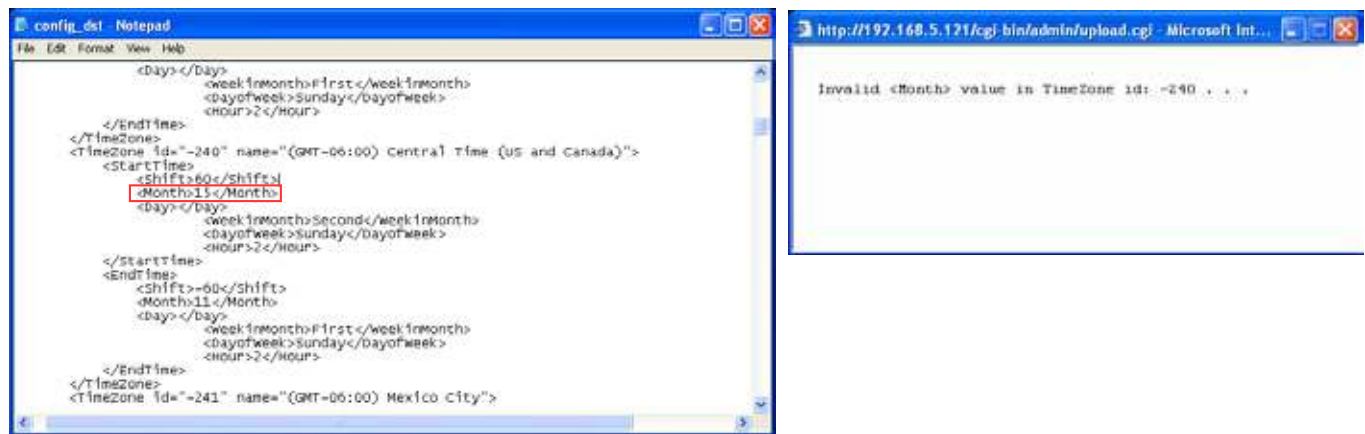 config_dst - Notepad
File Edit Format View Help
<Day></Day>
<WeekInMonth>First</WeekInMonth>
<DayofWeek>Sunday</DayofWeek>
<Hour>2</Hour>
</EndTime>
</TimeZone>
<TimeZone id="-240" name="(GMT-06:00) Central Time (US and Canada)">
<StartTime>
<Shift>60</Shift>
<Month>15</Month>
<Day></Day>
<WeekInMonth>Second</WeekInMonth>
<DayofWeek>Sunday</DayofWeek>
<Hour>2</Hour>
</StartTime>
<EndTime>
<Shift>-60</Shift>
<Month>11</Month>
<Day></Day>
<WeekInMonth>First</WeekInMonth>
<DayofWeek>Sunday</DayofWeek>
<Hour>2</Hour>
</EndTime>
</TimeZone>
<TimeZone id="-241" name="(GMT-06:00) Mexico City">
http://192.168.5.121/cgi-bin/admin/upload.cgi - Microsoft Int...
Invalid <Month> value in TimeZone id: -240 . . .